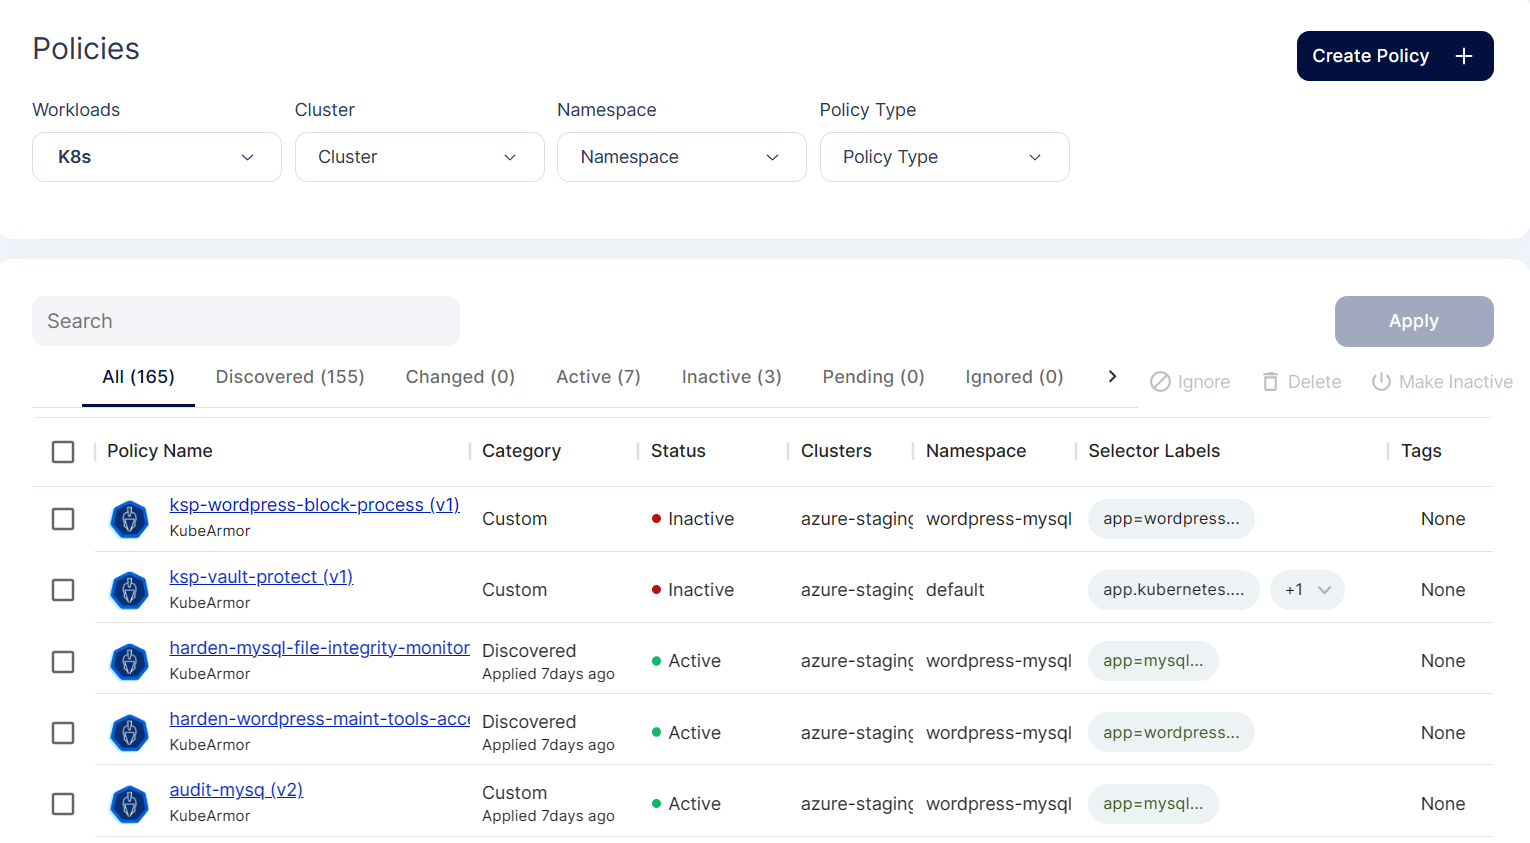 Policies
Create Policy
Workloads Cluster Namespace Policy Type
K8s Cluster Namespace Policy Type
Search
Apply
All (165) Discovered (155) Changed (0) Active (7) Inactive (3) Pending (0) Ignored (0) Ignore Delete Make Inactive
Policy Name Category Status Clusters Namespace Selector Labels Tags
ksp-wordpress-block-process (v1)
KubeArmor
Custom Inactive azure-staging wordpress-mysql app=wordpress... None
ksp-vault-protect (v1)
KubeArmor
Custom Inactive azure-staging default app.kubernetes.... +1 None
harden-mysql-file-integrity-monitor
KubeArmor
Discovered
Applied 7days ago
Active azure-staging wordpress-mysql app=mysql... None
harden-wordpress-maint-tools-acce
KubeArmor
Discovered
Applied 7days ago
Active azure-staging wordpress-mysql app=wordpress... None
audit-mysq (v2)
KubeArmor
Custom
Applied 7days ago
Active azure-staging wordpress-mysql app=mysql... None